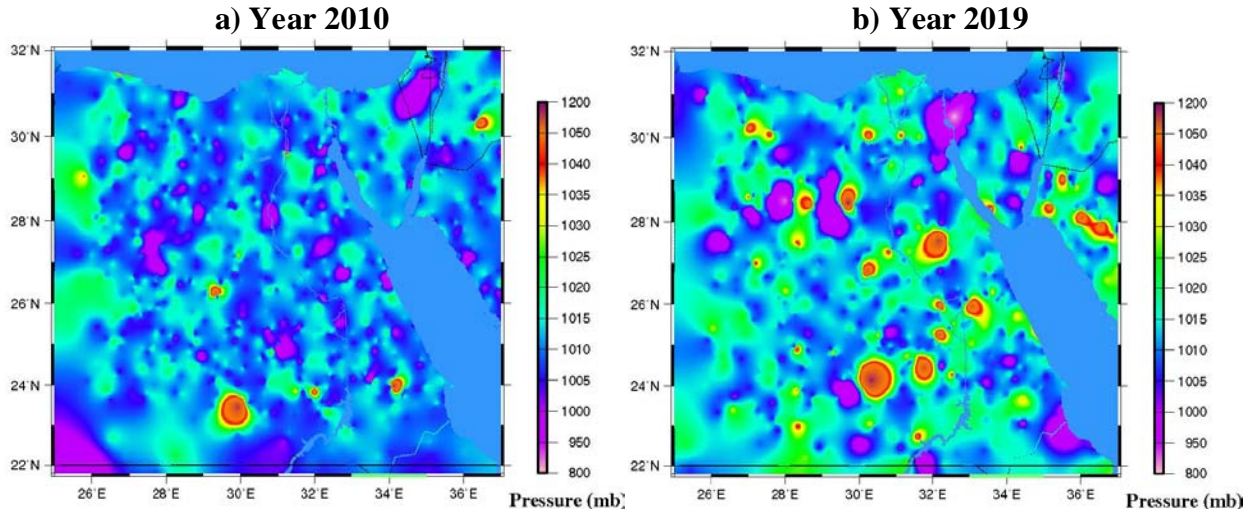 a) Year 2010
b) Year 2019
32˚N
30˚N
28˚N
26˚N
24˚N
22˚N
26˚E 28˚E 30˚E 32˚E 34˚E 36˚E
1200
1050
1040
1035
1030
1025
1020
1015
1010
1005
1000
950
800
Pressure (mb)
32˚N
30˚N
28˚N
26˚N
24˚N
22˚N
26˚E 28˚E 30˚E 32˚E 34˚E 36˚E
1200
1050
1040
1035
1030
1025
1020
1015
1010
1005
1000
950
800
Pressure (mb)